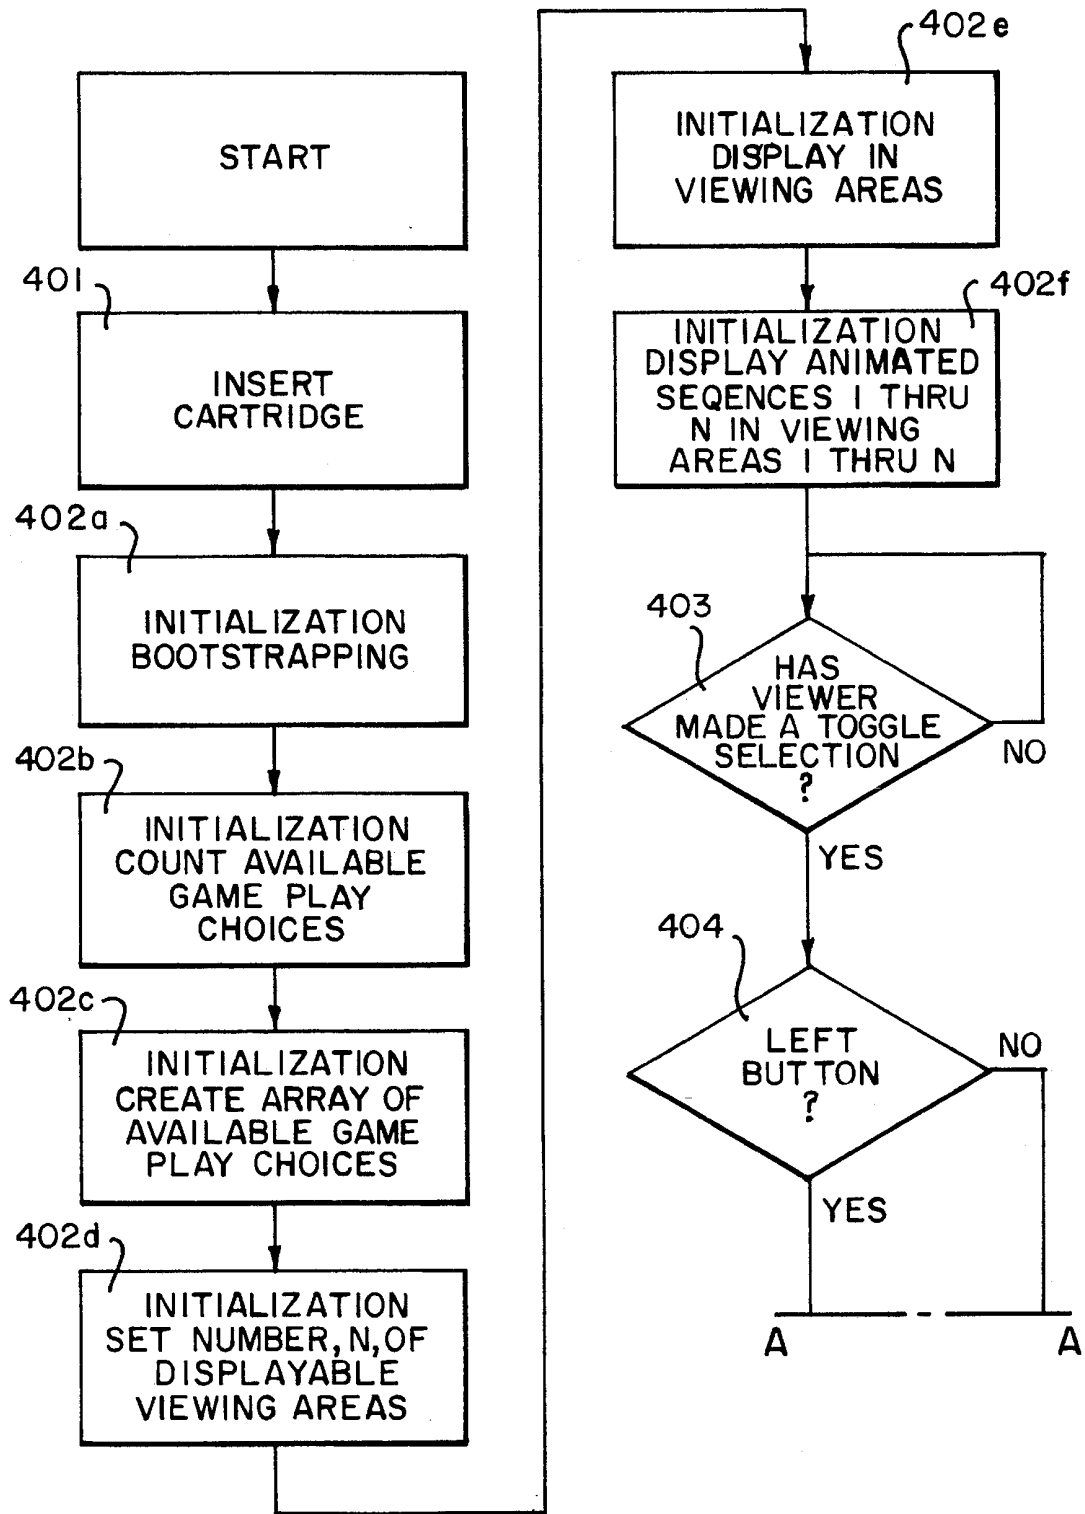 START
401
INSERT
CARTRIDGE
402a
INITIALIZATION
BOOTSTRAPPING
402b
INITIALIZATION
COUNT AVAILABLE
GAME PLAY
CHOICES
402c
INITIALIZATION
CREATE ARRAY OF
AVAILABLE GAME
PLAY CHOICES
402d
INITIALIZATION
SET NUMBER, N, OF
DISPLAYABLE
VIEWING AREAS
402e
INITIALIZATION
DISPLAY IN
VIEWING AREAS
402f
INITIALIZATION
DISPLAY ANIMATED
SEQENCES 1 THRU
N IN VIEWING
AREAS 1 THRU N
403
HAS
VIEWER
MADE A TOGGLE
SELECTION
?
NO
YES
404
LEFT
BUTTON
?
NO
YES
A
A